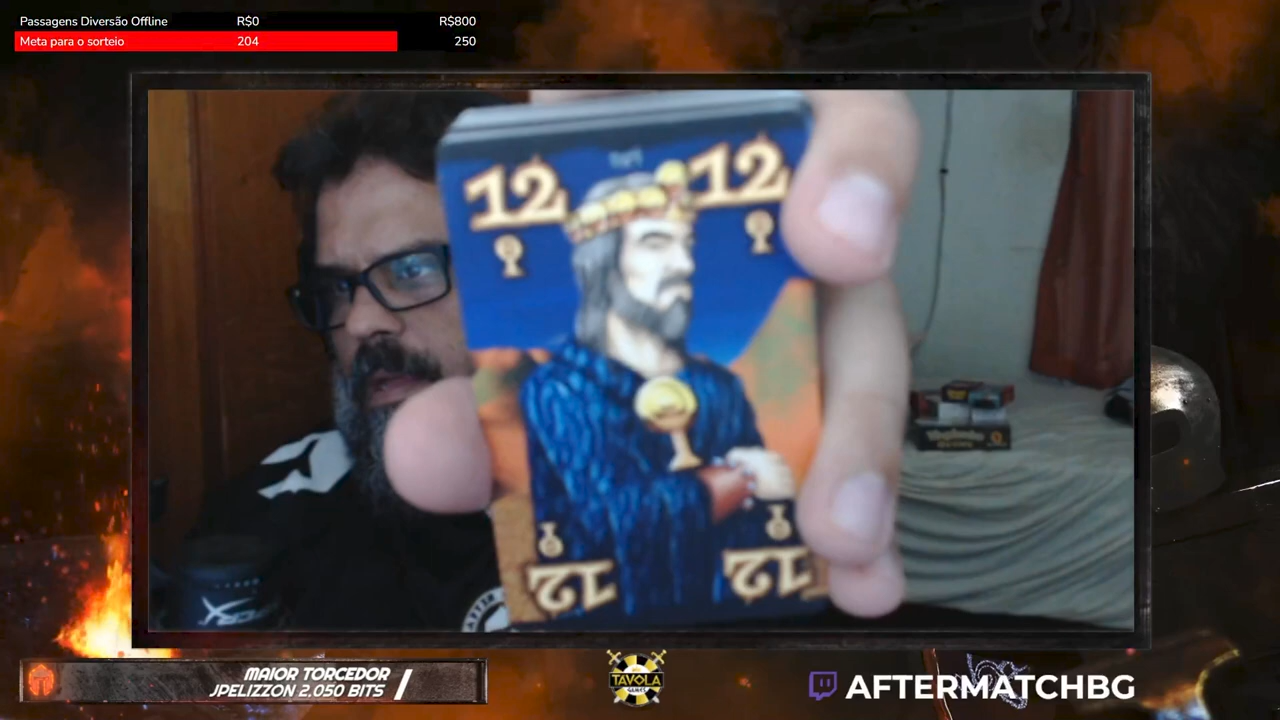 Passagens Diversão Offline R$0 R$800
Meta para o sorteio 204 250
12 12
12 12
MAIOR TORCEDOR
JPELIZZON 2.050 BITS
TAVOLA
GAMES
AFTERMATCHBG